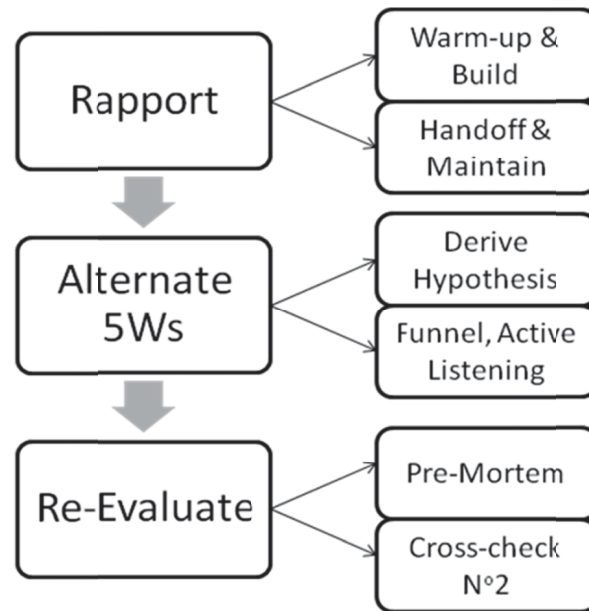 Rapport
Warm-up &
Build
Handoff &
Maintain
Alternate
5Ws
Derive
Hypothesis
Funnel, Active
Listening
Re-Evaluate
Pre-Mortem
Cross-check
Nº2